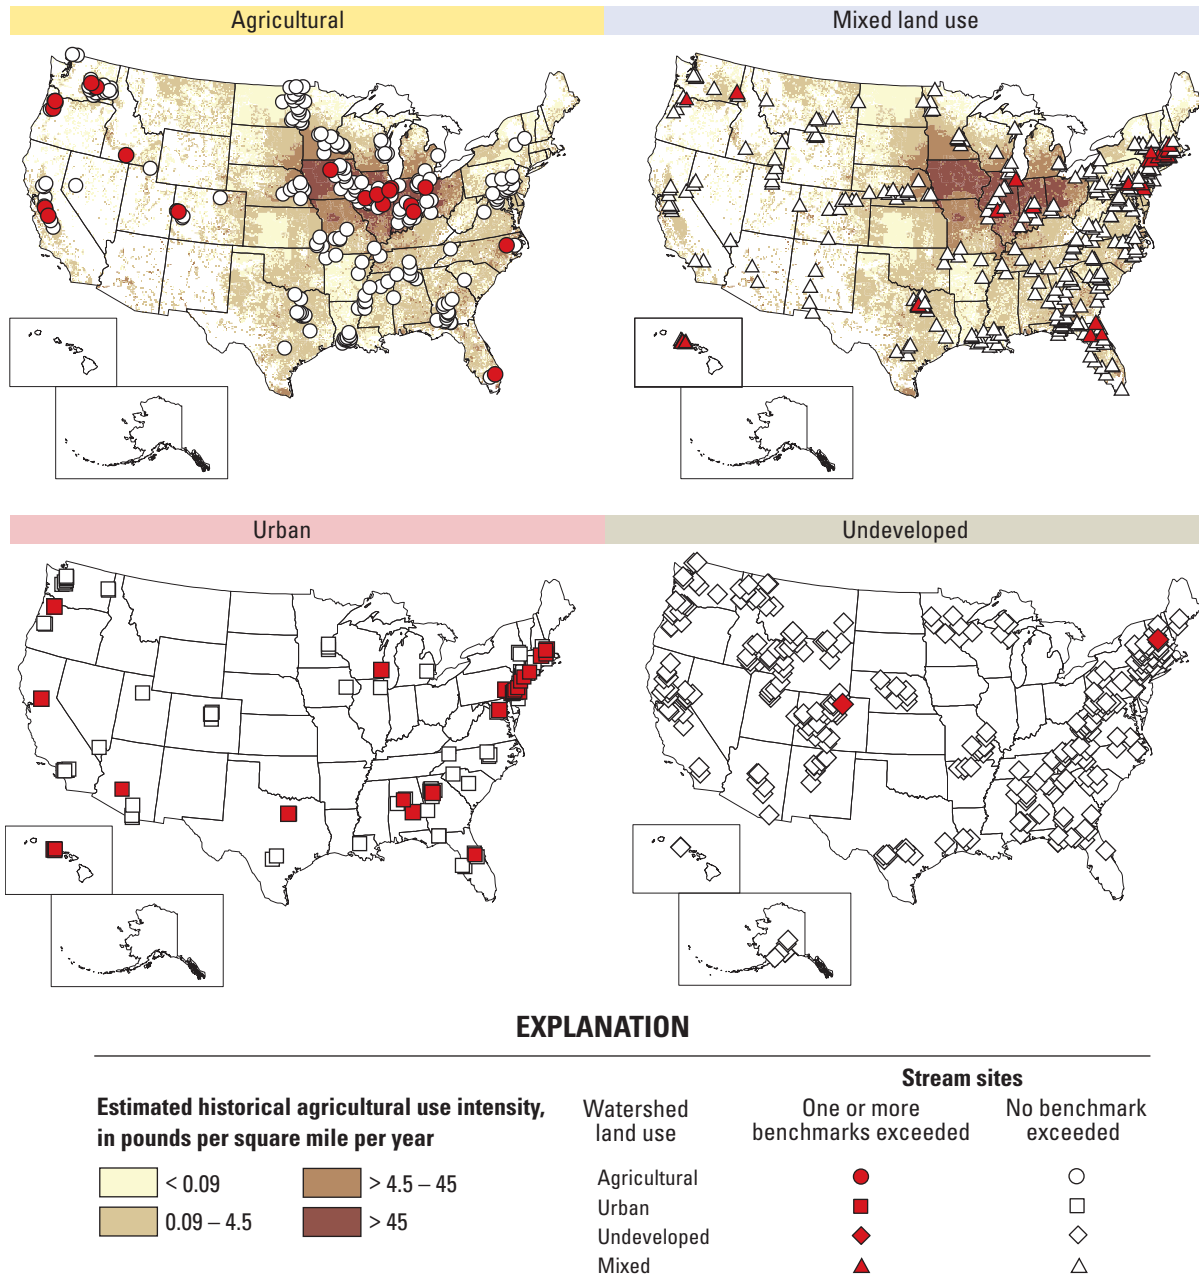 Agricultural
Mixed land use
Urban
Undeveloped
EXPLANATION
Estimated historical agricultural use intensity,
in pounds per square mile per year
< 0.09
> 4.5 – 45
0.09 – 4.5
> 45
Stream sites
Watershed
land use
One or more
benchmarks exceeded
No benchmark
exceeded
Agricultural
Urban
Undeveloped
Mixed